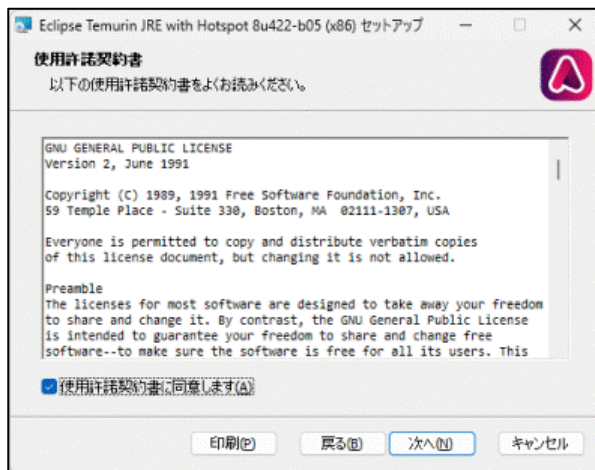 Eclipse Temurin JRE with Hotspot 8u422-b05 (x86) セットアップ
使用許諾契約書
以下の使用許諾契約書をよくお読みください。
GNU GENERAL PUBLIC LICENSE
Version 2, June 1991
Copyright (C) 1989, 1991 Free Software Foundation, Inc.
59 Temple Place - Suite 330, Boston, MA  02111-1307, USA
Everyone is permitted to copy and distribute verbatim copies
of this license document, but changing it is not allowed.
Preamble
The licenses for most software are designed to take away your freedom
to share and change it. By contrast, the GNU General Public License
is intended to guarantee your freedom to share and change free
software--to make sure the software is free for all its users. This
使用許諾契約書に同意します(A)
印刷(P) 戻る(B) 次へ(N) キャンセル